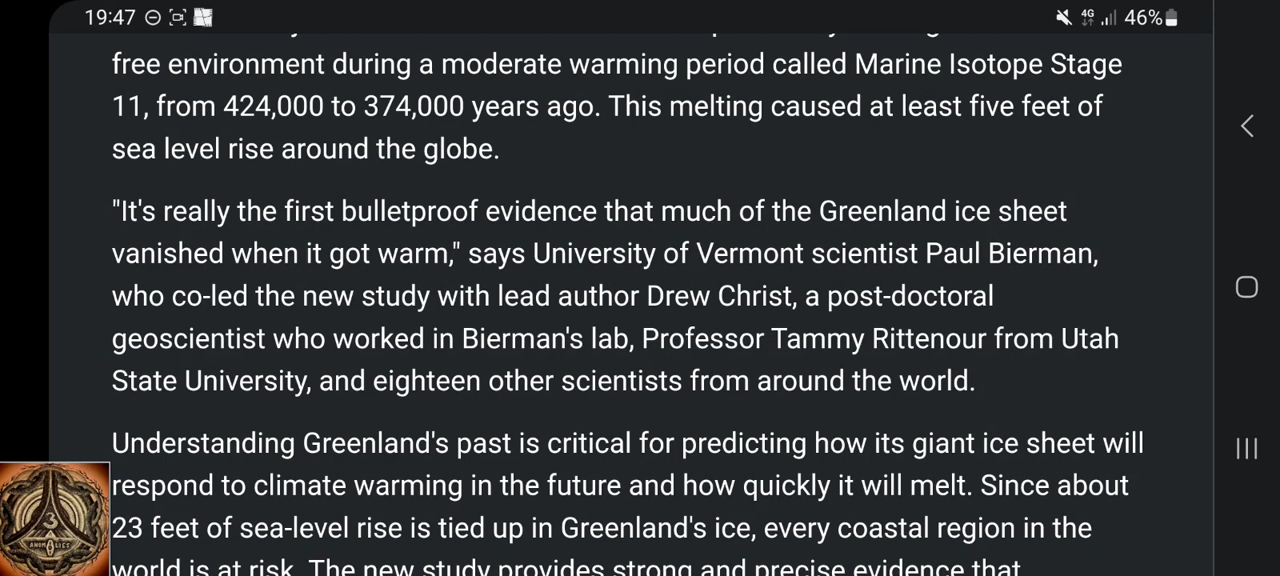 19:47
4G
46%
free environment during a moderate warming period called Marine Isotope Stage
11, from 424,000 to 374,000 years ago. This melting caused at least five feet of
sea level rise around the globe.
"It's really the first bulletproof evidence that much of the Greenland ice sheet
vanished when it got warm," says University of Vermont scientist Paul Bierman,
who co-led the new study with lead author Drew Christ, a post-doctoral
geoscientist who worked in Bierman's lab, Professor Tammy Rittenour from Utah
State University, and eighteen other scientists from around the world.
Understanding Greenland's past is critical for predicting how its giant ice sheet will
respond to climate warming in the future and how quickly it will melt. Since about
23 feet of sea-level rise is tied up in Greenland's ice, every coastal region in the
world is at risk. The new study provides strong and precise evidence that
3
ANOMALIES